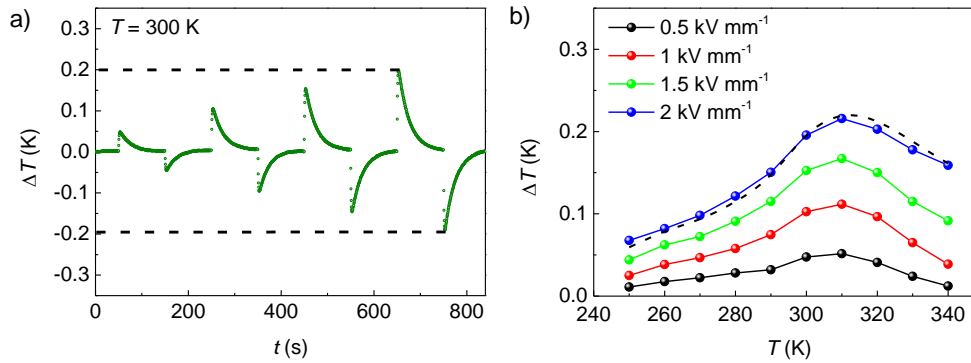 a)
T = 300 K
0.3
0.2
0.1
0.0
-0.1
-0.2
-0.3
ΔT (K)
0 200 400 600 800
t (s)
b)
0.5 kV mm⁻¹
1 kV mm⁻¹
1.5 kV mm⁻¹
2 kV mm⁻¹
0.3
0.2
0.1
0.0
ΔT (K)
240 260 280 300 320 340
T (K)